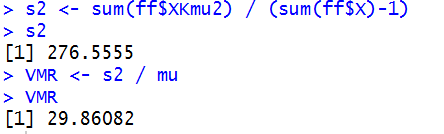 > s2 <- sum(ff$XKmu2) / (sum(ff$X)-1)
> s2
[1] 276.5555
> VMR <- s2 / mu
> VMR
[1] 29.86082